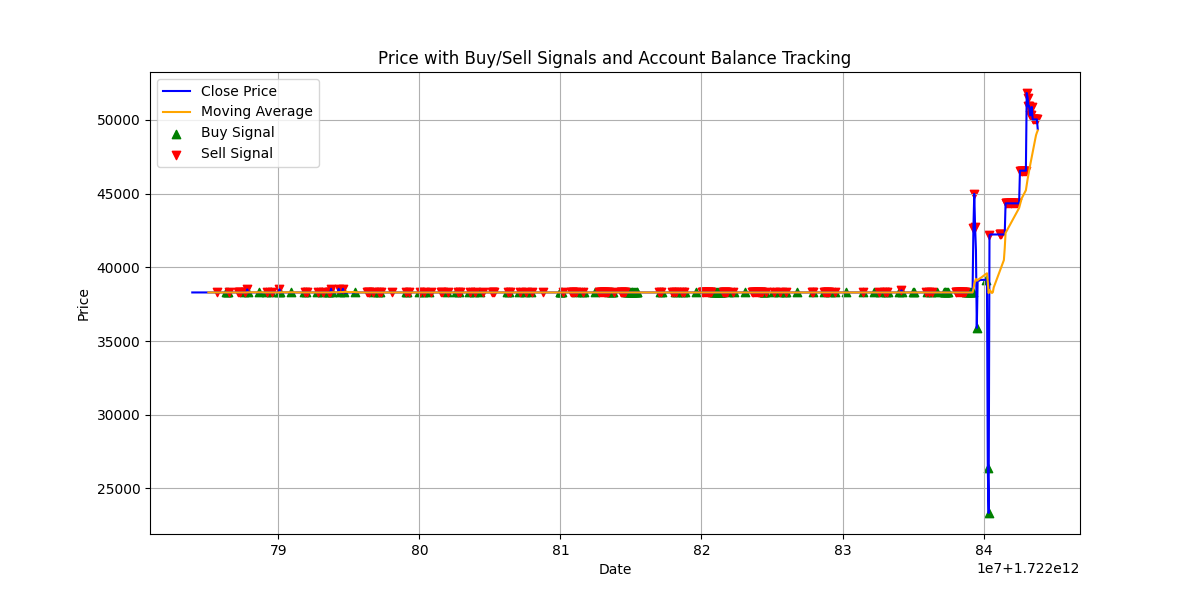 Price with Buy/Sell Signals and Account Balance Tracking
Close Price
Moving Average
Buy Signal
Sell Signal
50000
45000
40000
35000
30000
25000
Price
79 80 81 82 83 84
1e7+1.722e12
Date